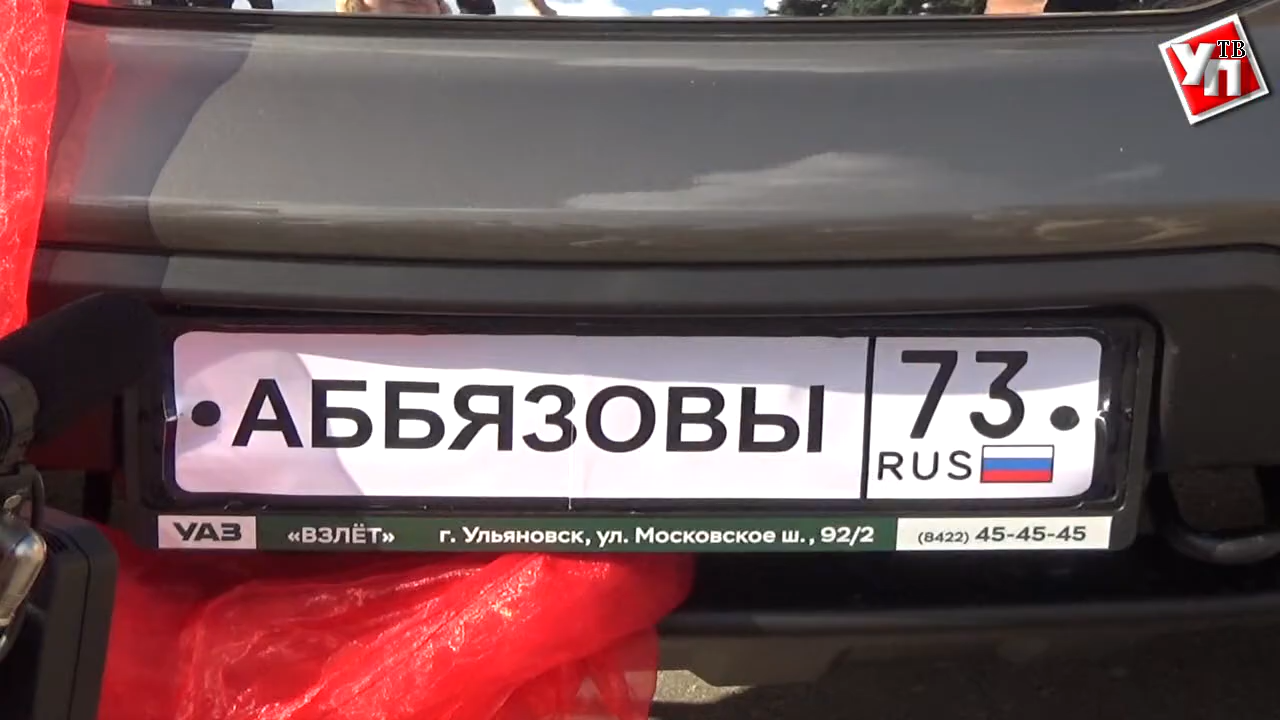 УП ТВ
АББЯЗОВЫ
73
RUS
УАЗ «ВЗЛЁТ» г. Ульяновск, ул. Московское ш., 92/2 (8422) 45-45-45